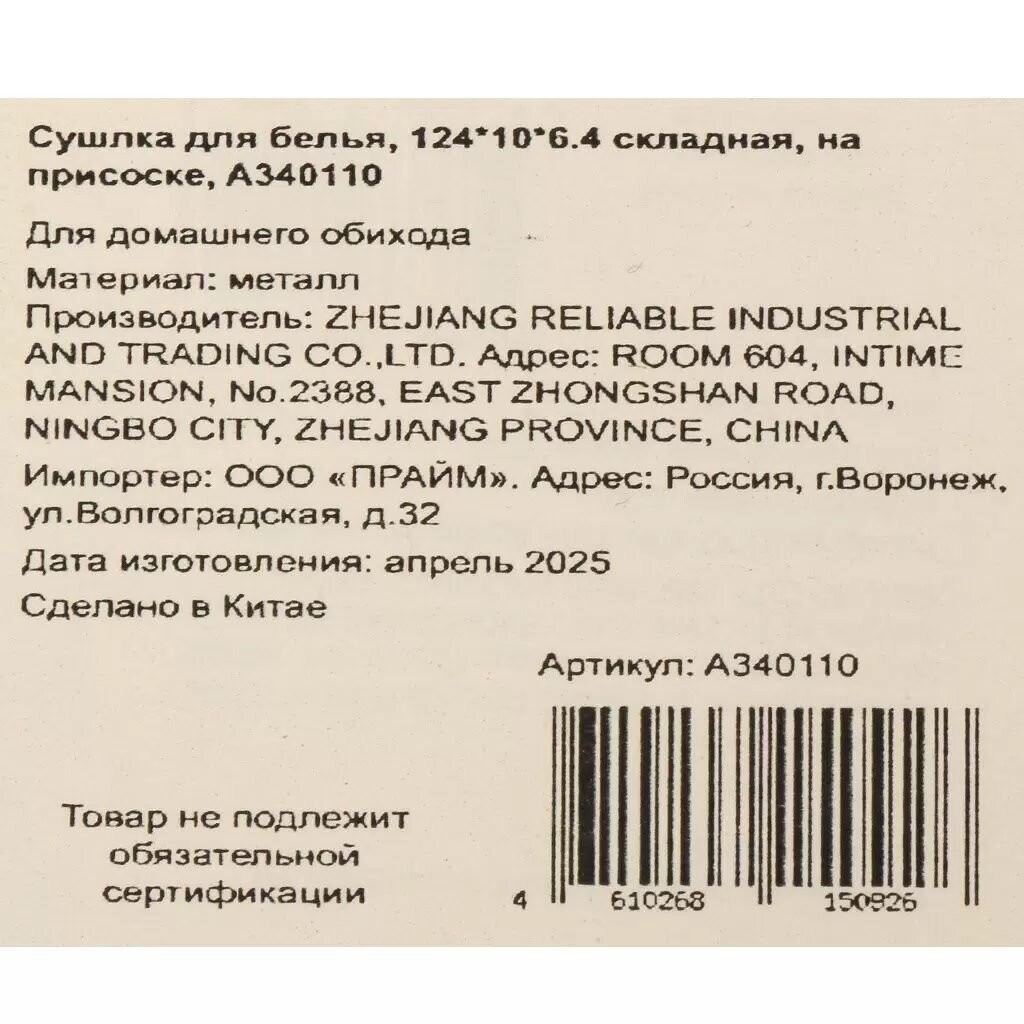 Сушлка для белья, 124*10*6.4 складная, на
присоске, А340110
Для домашнего обихода
Материал: металл
Производитель: ZHEJIANG RELIABLE INDUSTRIAL
AND TRADING CO.,LTD. Адрес: ROOM 604, INTIME
MANSION, No.2388, EAST ZHONGSHAN ROAD,
NINGBO CITY, ZHEJIANG PROVINCE, CHINA
Импортер: ООО «ПРАЙМ». Адрес: Россия, г.Воронеж,
ул.Волгоградская, д.32
Дата изготовления: апрель 2025
Сделано в Китае
Артикул: А340110
Товар не подлежит
обязательной
сертификации
4 610268 150926